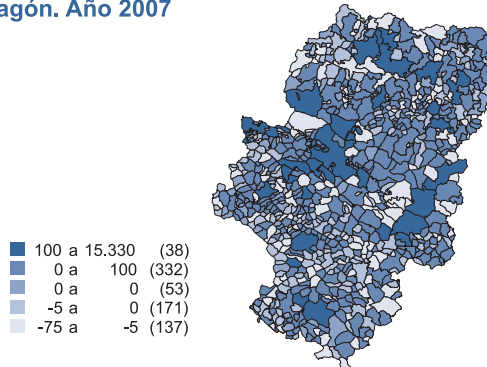 agón. Año 2007
100 a 15.330 (38)
0 a 100 (332)
0 a 0 (53)
-5 a 0 (171)
-75 a -5 (137)